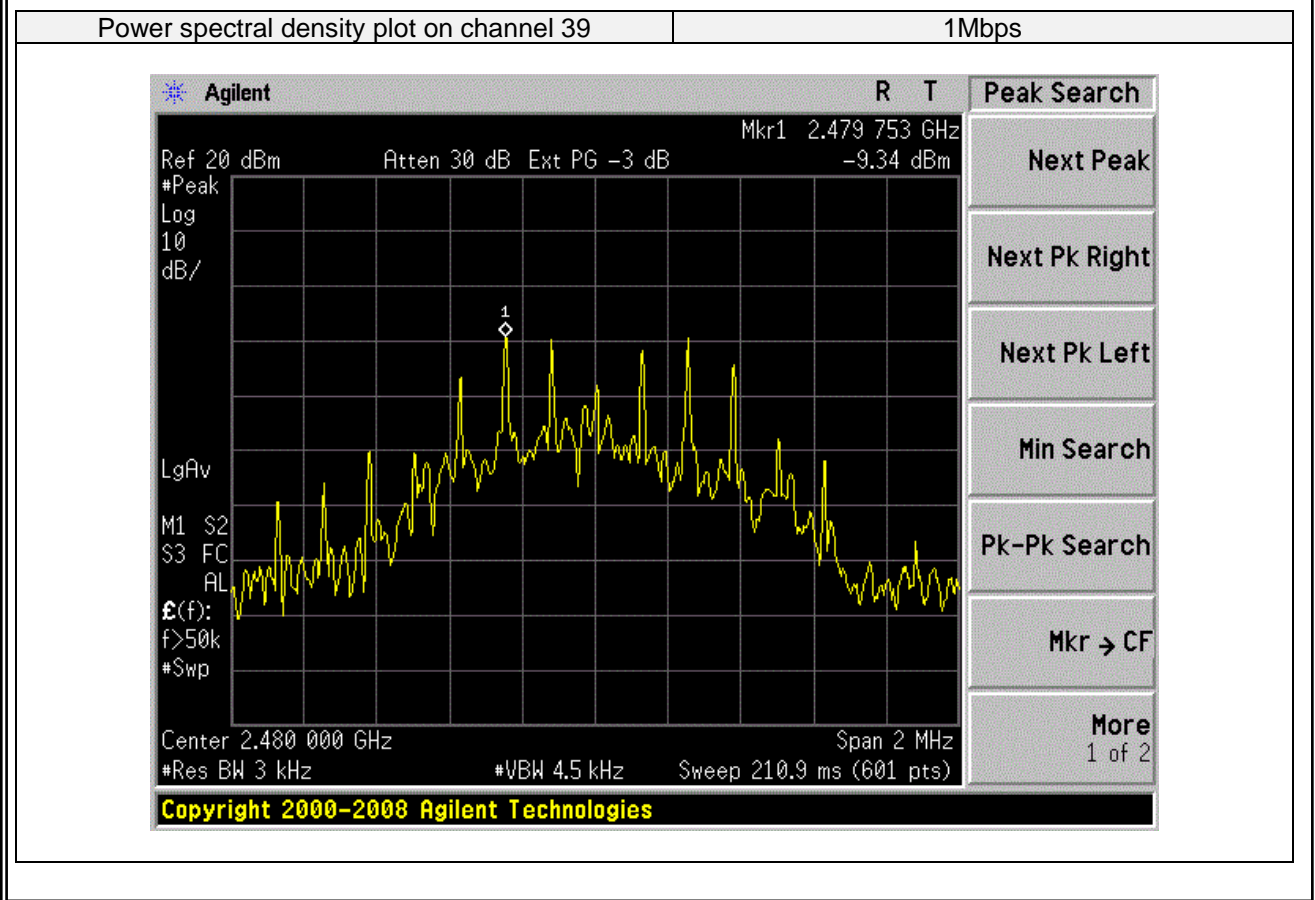 Power spectral density plot on channel 39 1Mbps
Agilent R T Peak Search
Mkr1 2.479 753 GHz
Ref 20 dBm Atten 30 dB Ext PG -3 dB -9.34 dBm
#Peak
Log
10
dB/
1
LgAv
M1 S2
S3 FC
AL
£(f):
f>50k
#Swp
Center 2.480 000 GHz Span 2 MHz
#Res BW 3 kHz #VBW 4.5 kHz Sweep 210.9 ms (601 pts)
Copyright 2000-2008 Agilent Technologies
Next Peak
Next Pk Right
Next Pk Left
Min Search
Pk-Pk Search
Mkr → CF
More
1 of 2